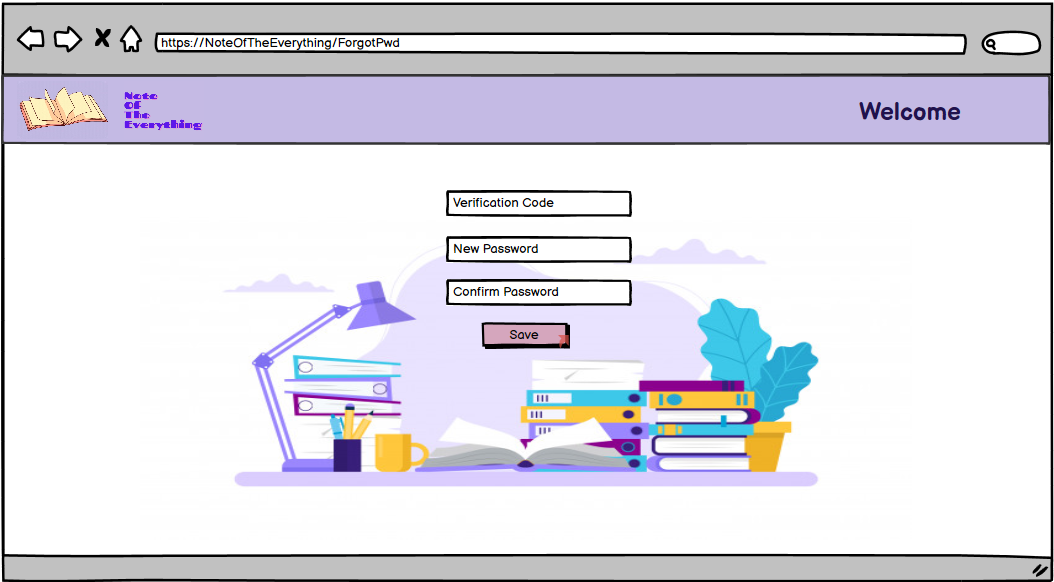 https://NoteOfTheEverything/ForgotPwd
Note
Of
The
Everything
Welcome
Verification Code
New Password
Confirm Password
Save